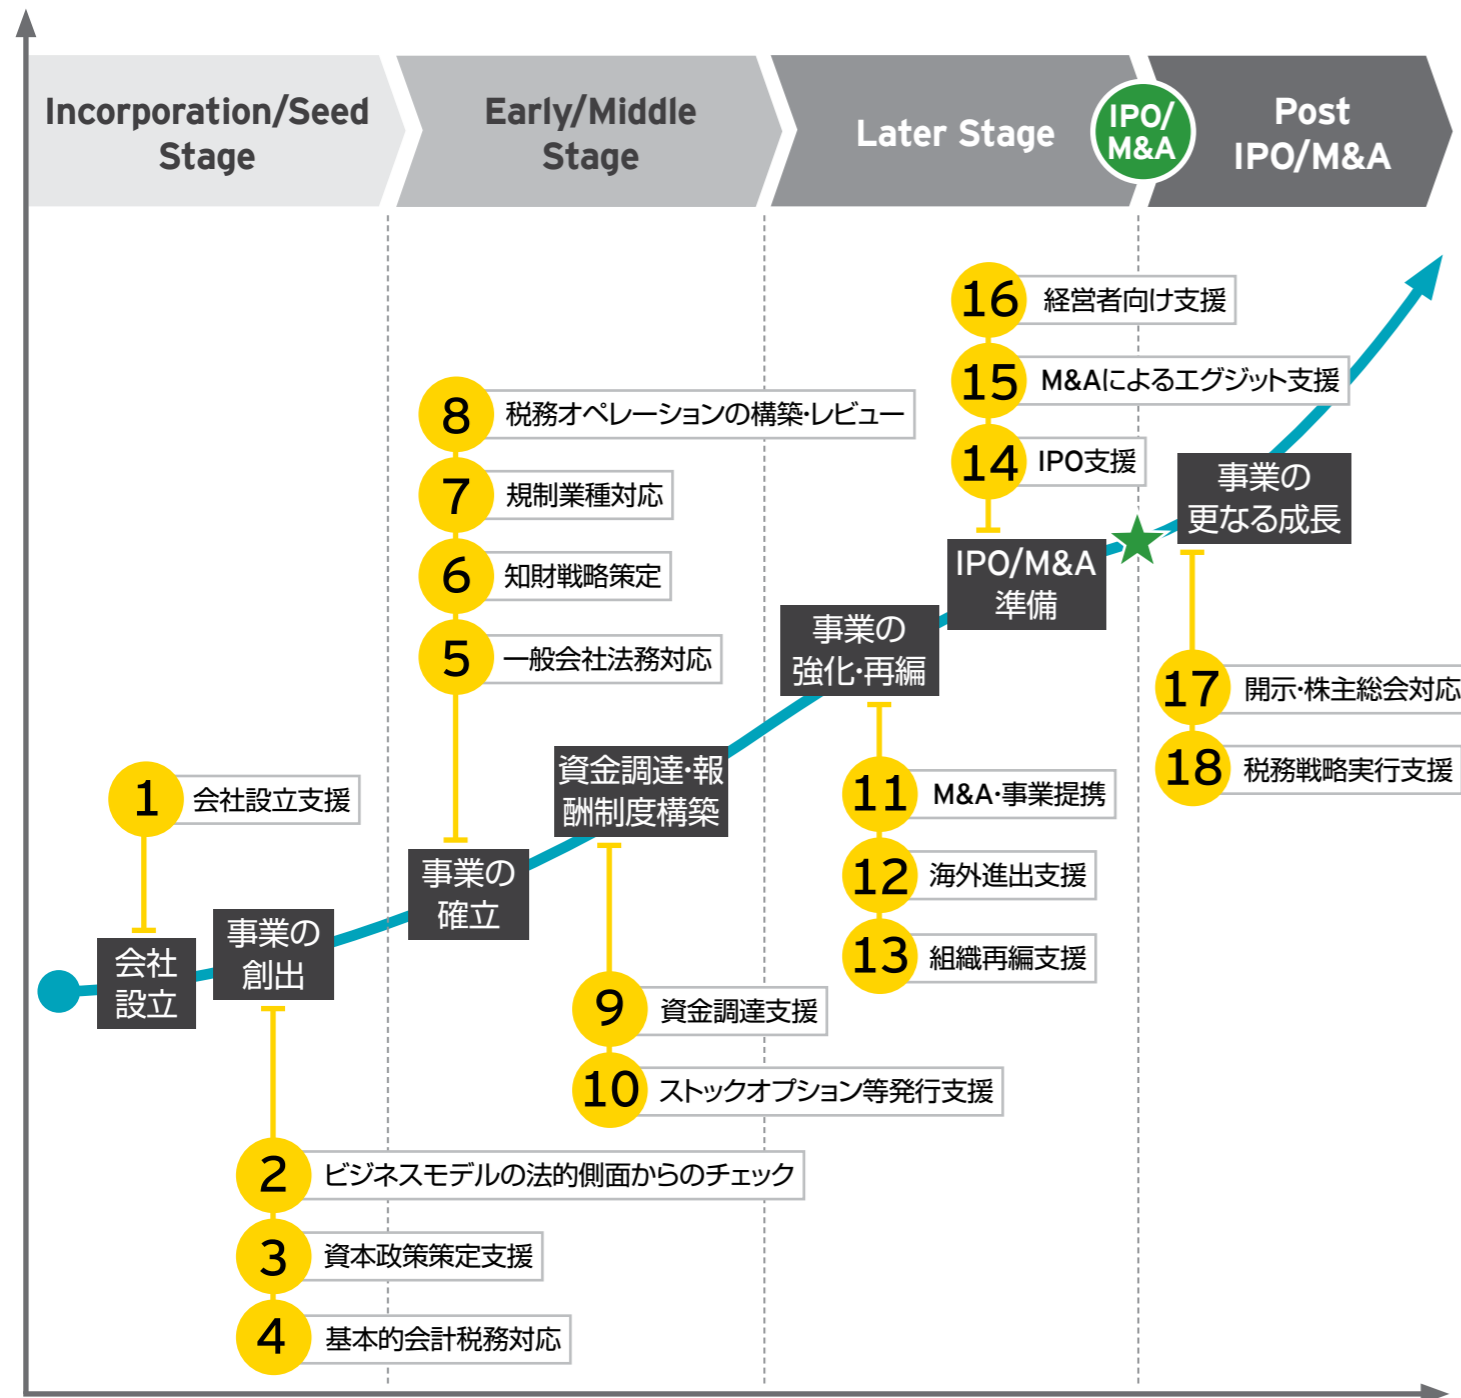 Incorporation/Seed
Stage
Early/Middle
Stage
Later Stage
IPO/
M&A
Post
IPO/M&A
16
経営者向け支援
15
M&Aによるエグジット支援
14
IPO支援
8
税務オペレーションの構築・レビュー
7
規制業種対応
6
知財戦略策定
5
一般会社法務対応
事業の
更なる成長
IPO/M&A
準備
事業の
強化・再編
17
開示・株主総会対応
18
税務戦略実行支援
1
会社設立支援
資金調達・報
酬制度構築
11
M&A・事業提携
12
海外進出支援
13
組織再編支援
事業の
確立
事業の
創出
会社
設立
9
資金調達支援
10
ストックオプション等発行支援
2
ビジネスモデルの法的側面からのチェック
3
資本政策策定支援
4
基本的会計税務対応